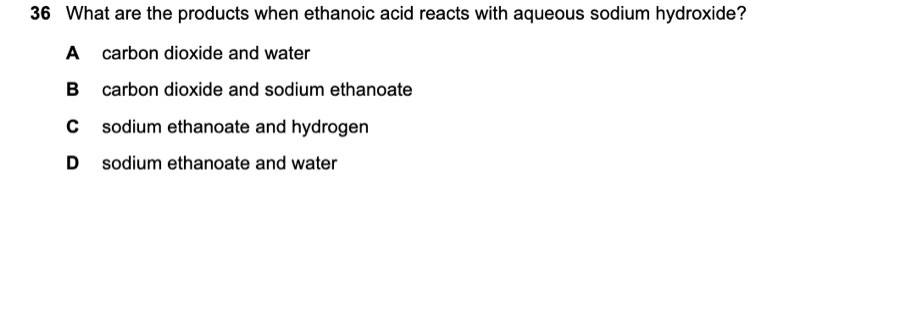 36 What are the products when ethanoic acid reacts with aqueous sodium hydroxide?
A carbon dioxide and water
B carbon dioxide and sodium ethanoate
C sodium ethanoate and hydrogen
D sodium ethanoate and water